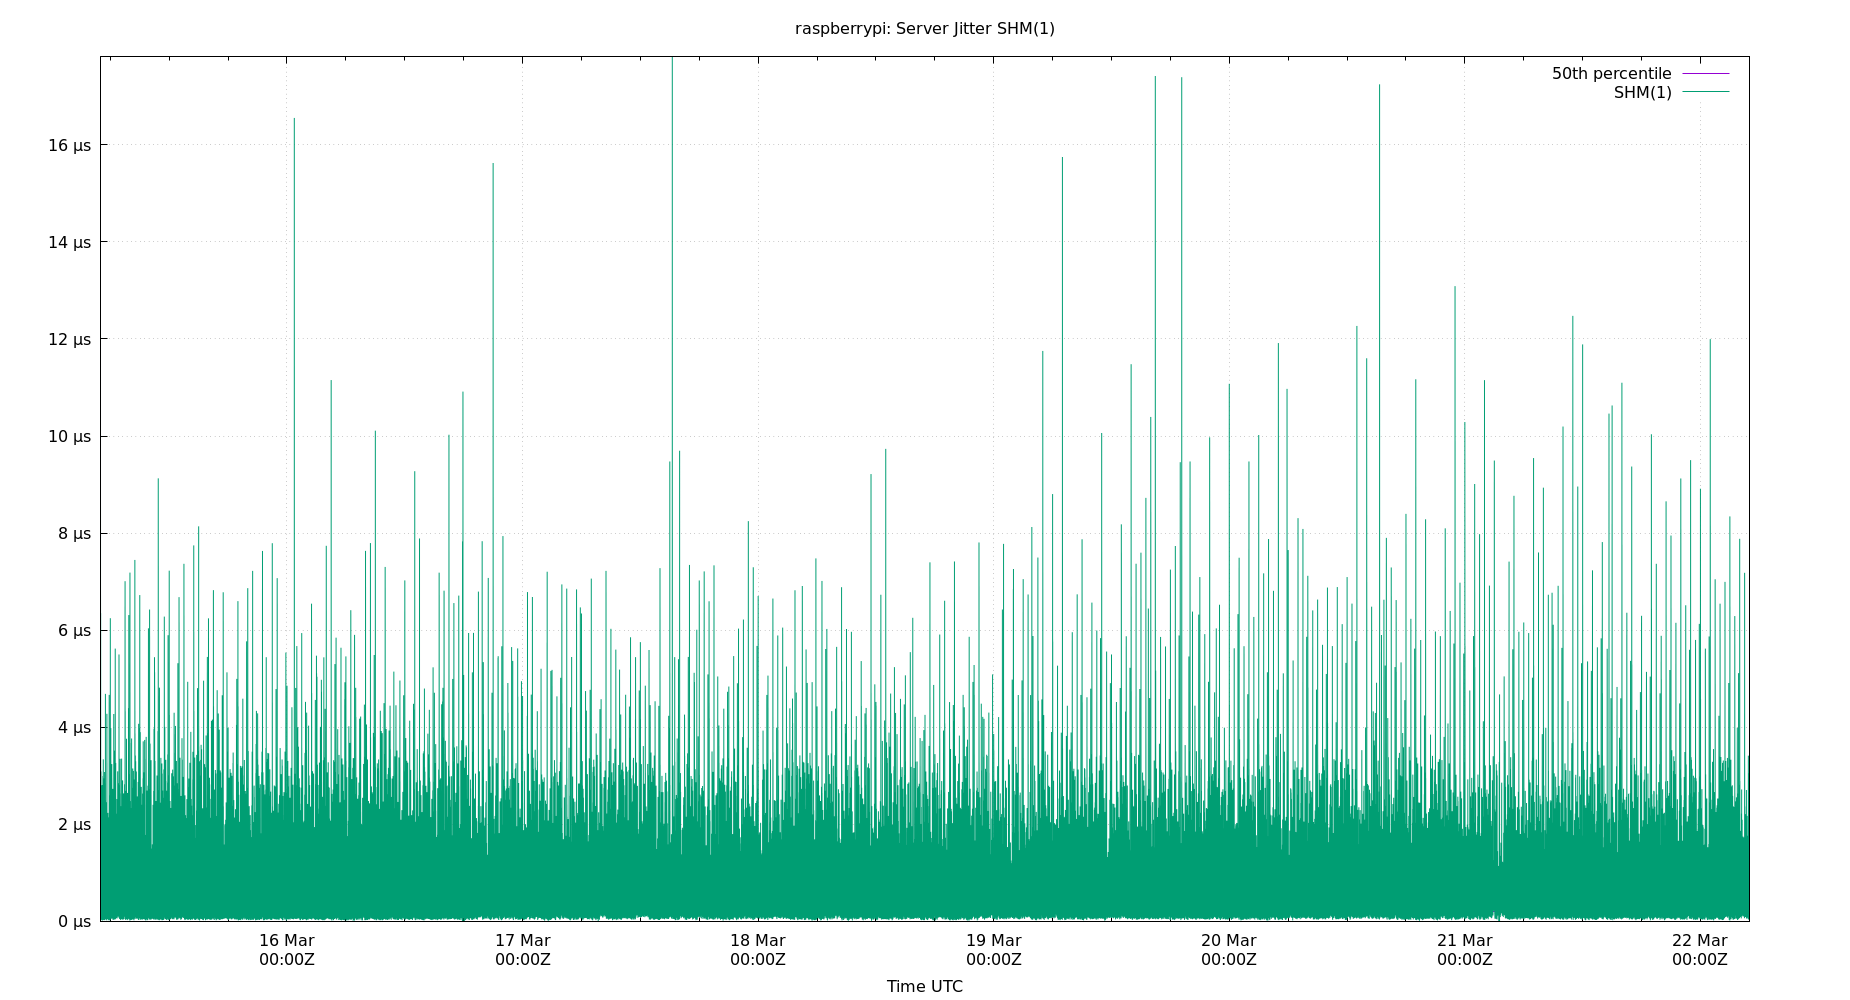 raspberrypi: Server Jitter SHM(1)
50th percentile
SHM(1)
16 µs
14 µs
12 µs
10 µs
8 µs
6 µs
4 µs
2 µs
0 µs
16 Mar 17 Mar 18 Mar 19 Mar 20 Mar 21 Mar 22 Mar
00:00Z 00:00Z 00:00Z 00:00Z 00:00Z 00:00Z 00:00Z
Time UTC